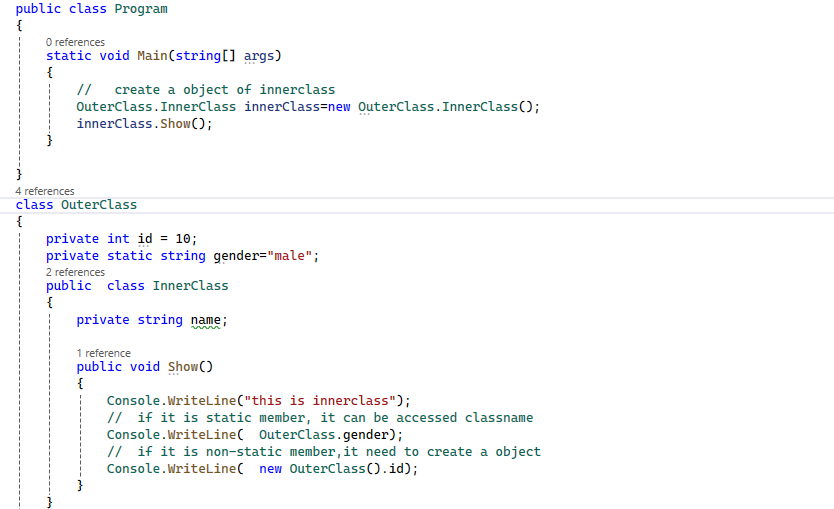 public class Program
{
0 references
static void Main(string[] args)
{
//   create a object of innerclass
OuterClass.InnerClass innerClass=new OuterClass.InnerClass();
innerClass.Show();
}
}
4 references
class OuterClass
{
private int id = 10;
private static string gender="male";
2 references
public  class InnerClass
{
private string name;
1 reference
public void Show()
{
Console.WriteLine("this is innerclass");
//  if it is static member, it can be accessed classname
Console.WriteLine(  OuterClass.gender);
//  if it is non-static member,it need to create a object
Console.WriteLine(  new OuterClass().id);
}
}